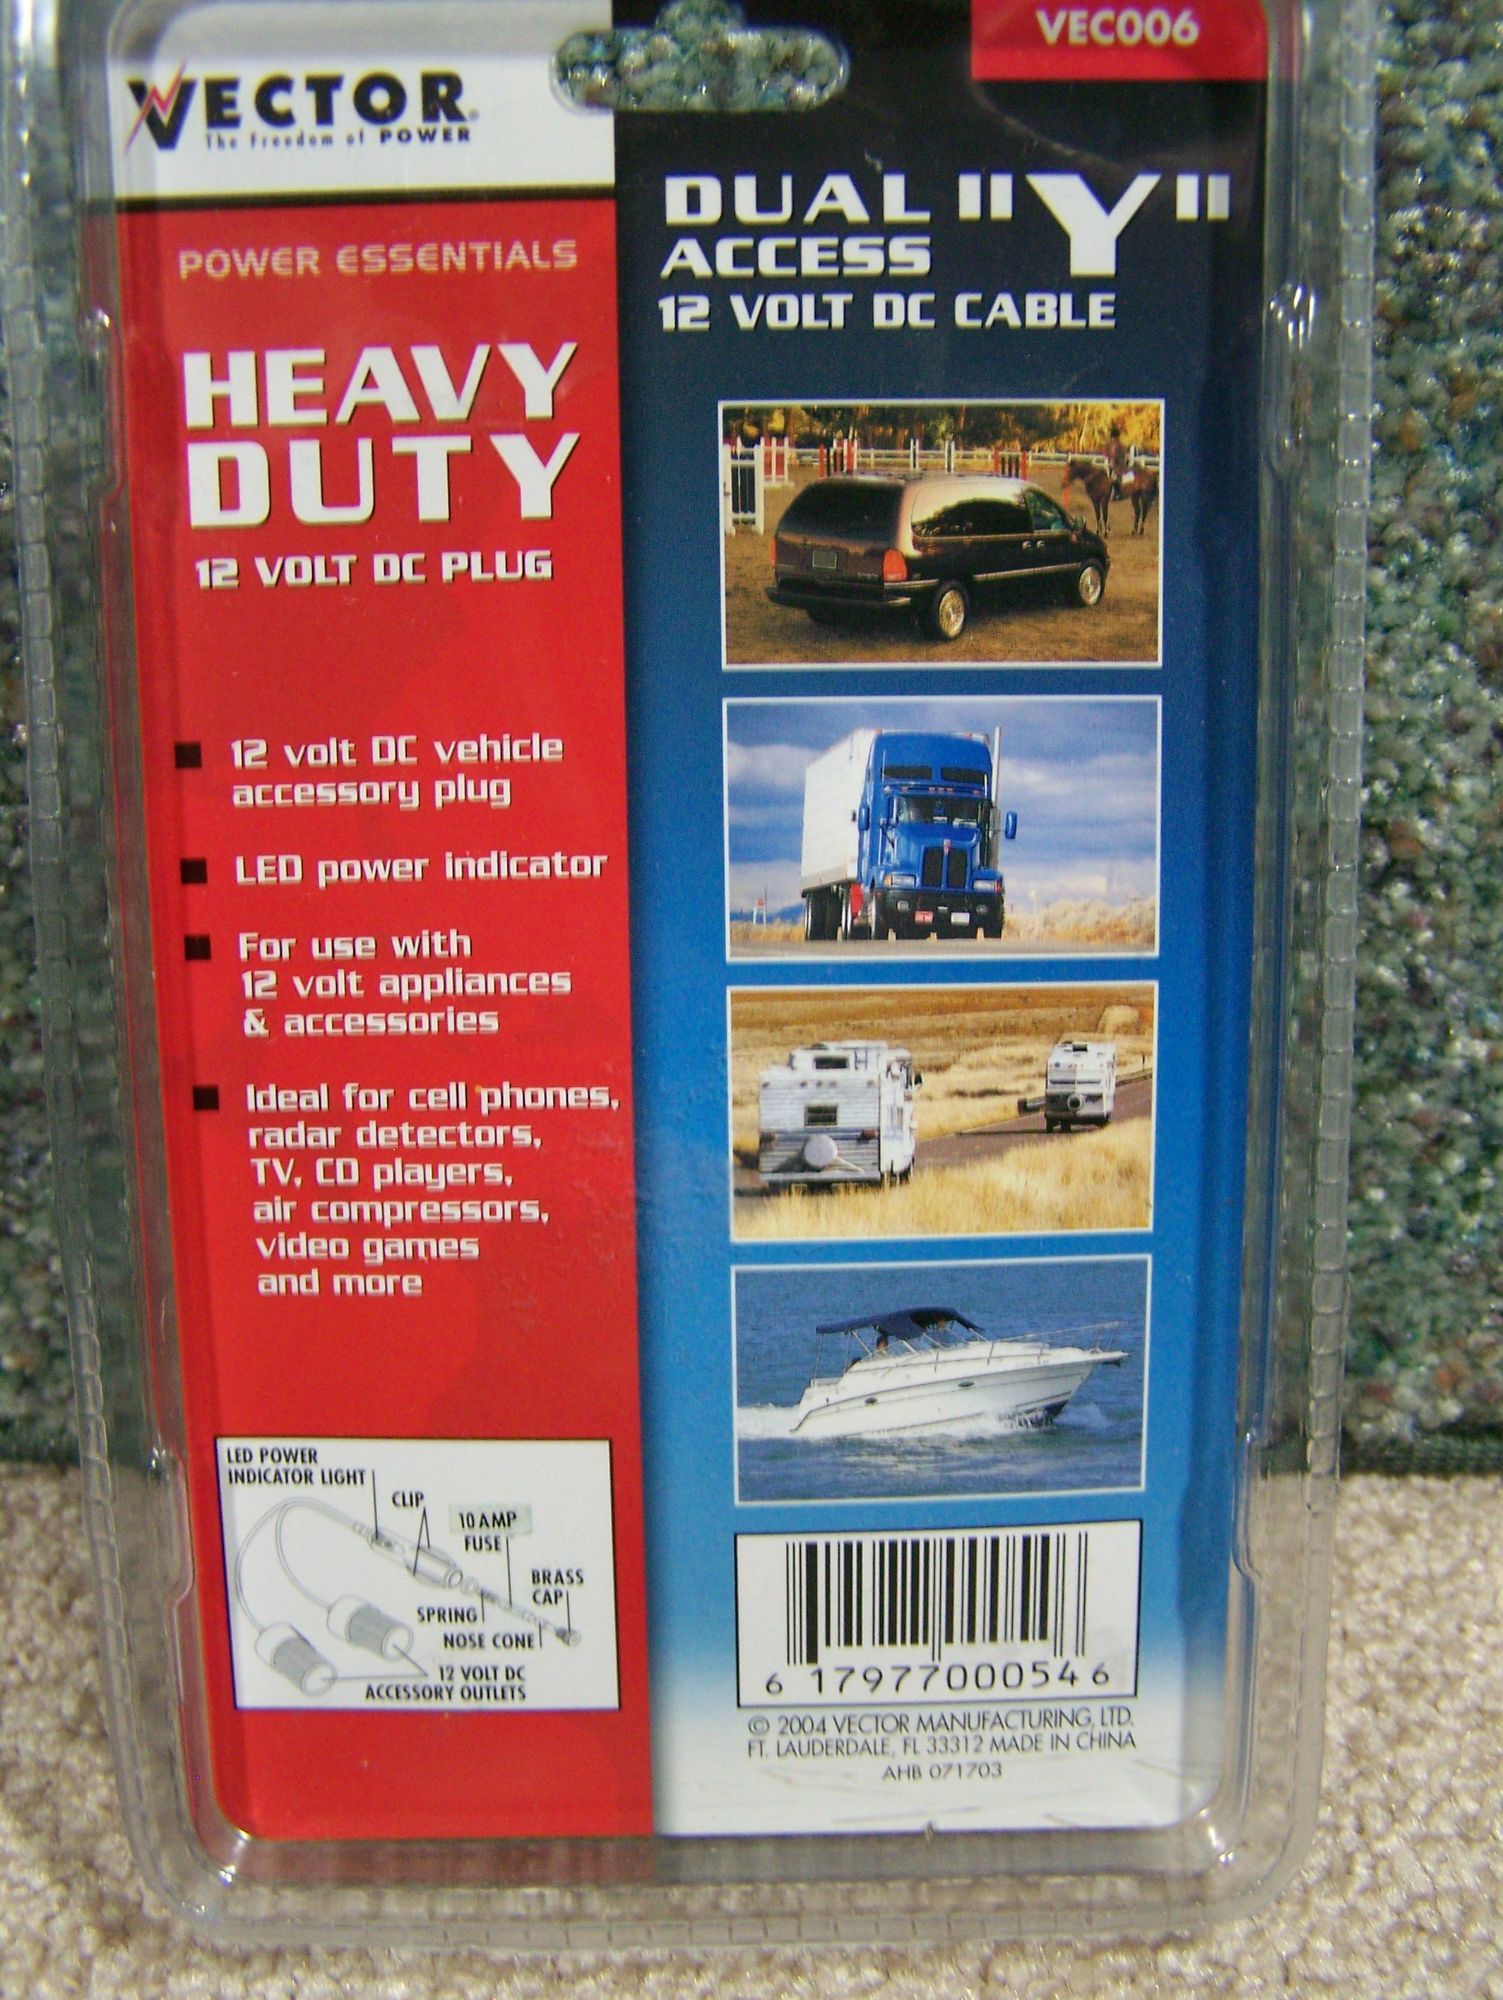 VEC006
VECTOR®
The Freedom of POWER
POWER ESSENTIALS
HEAVY
DUTY
12 VOLT DC PLUG
12 volt DC vehicle
accessory plug
LED power indicator
For use with
12 volt appliances
& accessories
Ideal for cell phones,
radar detectors,
TV, CD players,
air compressors,
video games
and more
LED POWER
INDICATOR LIGHT
CLIP
10 AMP
FUSE
BRASS
CAP
SPRING
NOSE CONE
12 VOLT DC
ACCESSORY OUTLETS
DUAL "Y"
ACCESS
12 VOLT DC CABLE
6 17977000054 6
© 2004 VECTOR MANUFACTURING, LTD.
FT. LAUDERDALE, FL 33312 MADE IN CHINA
AHB 071703